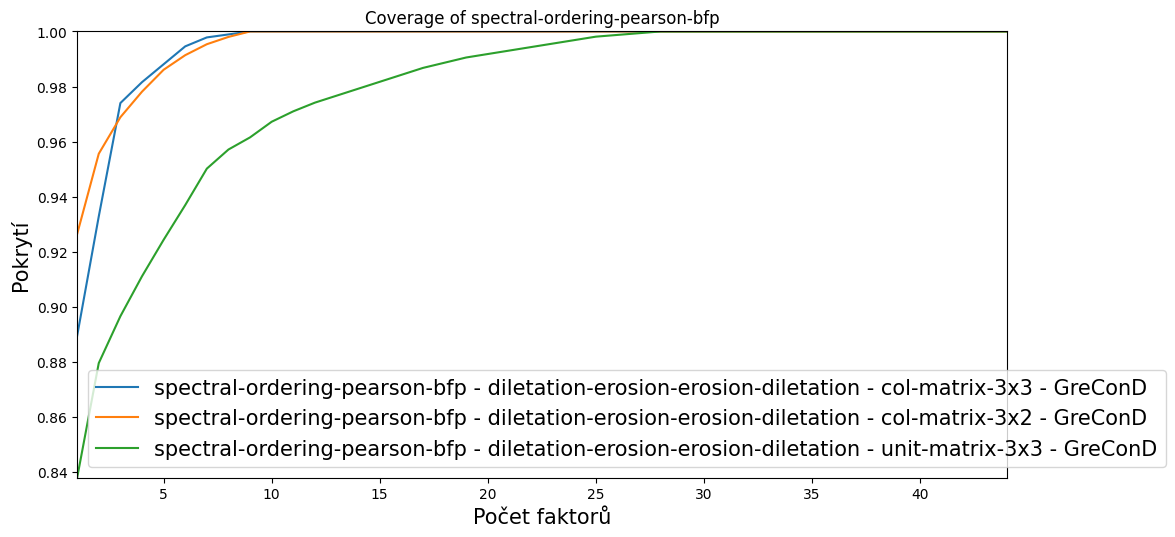 Coverage of spectral-ordering-pearson-bfp
1.00
0.98
0.96
0.94
0.92
0.90
0.88
0.86
0.84
Pokrytí
spectral-ordering-pearson-bfp - diletation-erosion-erosion-diletation - col-matrix-3x3 - GreConD
spectral-ordering-pearson-bfp - diletation-erosion-erosion-diletation - col-matrix-3x2 - GreConD
spectral-ordering-pearson-bfp - diletation-erosion-erosion-diletation - unit-matrix-3x3 - GreConD
5 10 15 20 25 30 35 40
Počet faktorů